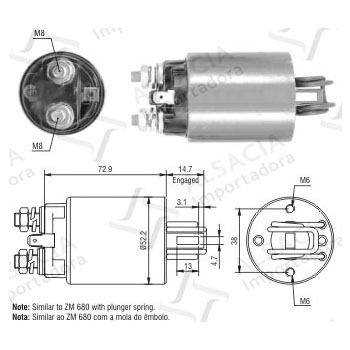 M8
M8
ALSACIA
Importadora
72.9
14.7
Engaged
M6
3.1
Ø52.2
38
4.7
13
M6
Note: Similar to ZM 680 with plunger spring.
Nota: Similar ao ZM 680 com a mola do êmbolo.